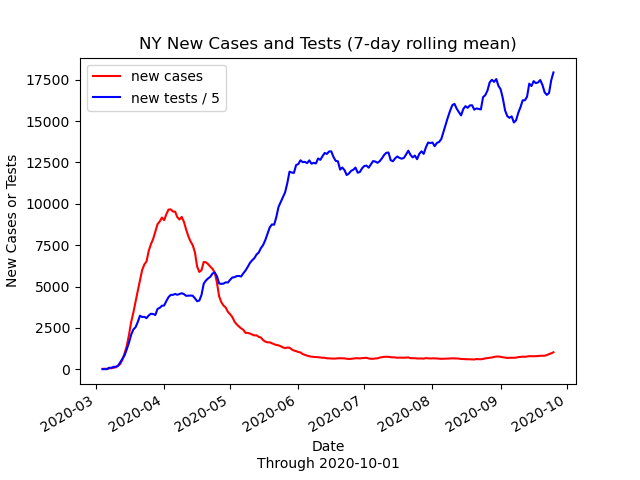 NY New Cases and Tests (7-day rolling mean)
new cases
new tests / 5
17500
15000
12500
10000
7500
5000
2500
0
New Cases or Tests
2020-03
2020-04
2020-05
2020-06
2020-07
2020-08
2020-09
2020-10
Date
Through 2020-10-01